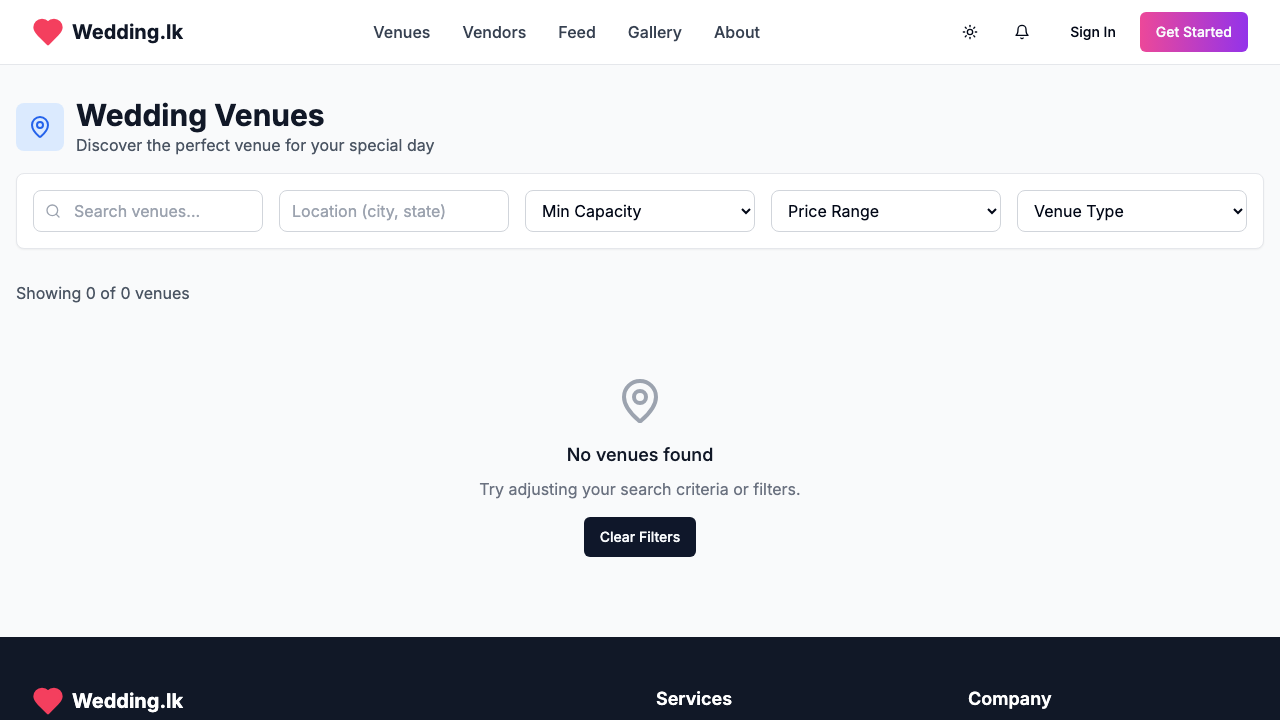 Wedding.lk
Venues
Vendors
Feed
Gallery
About
Sign In
Get Started
Wedding Venues
Discover the perfect venue for your special day
Search venues...
Location (city, state)
Min Capacity
Price Range
Venue Type
Showing 0 of 0 venues
No venues found
Try adjusting your search criteria or filters.
Clear Filters
Wedding.lk
Services
Company